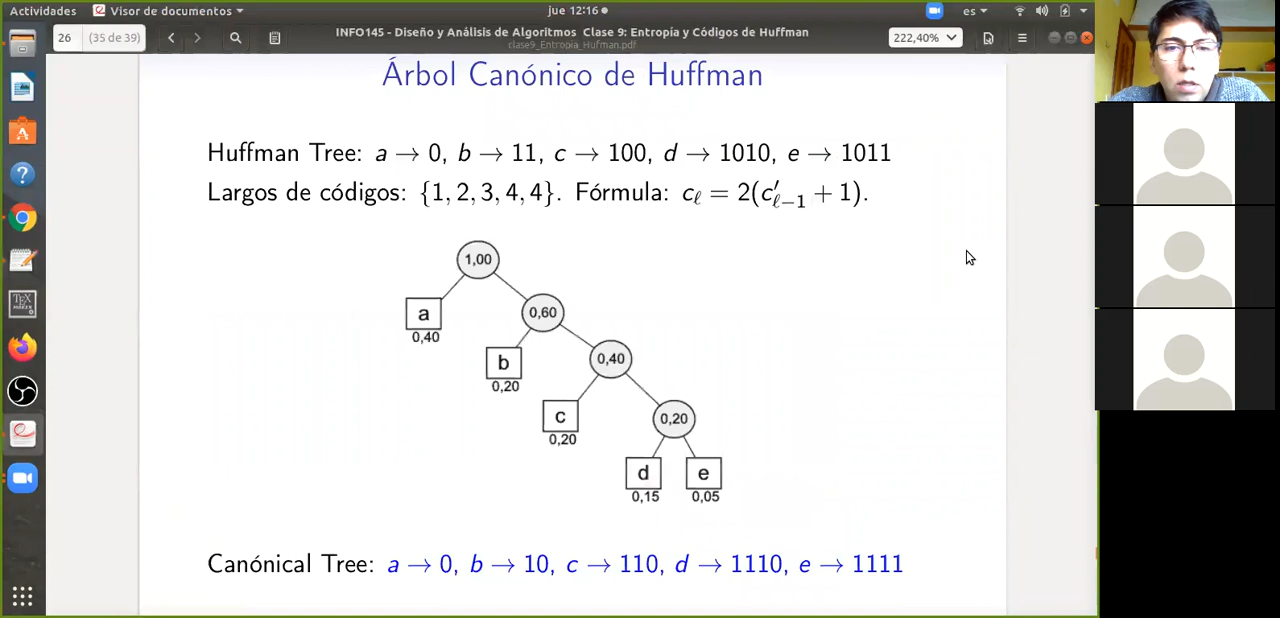 Actividades Visor de documentos jue 12:16 es
26 (35 de 39) INFO145 - Diseño y Análisis de Algoritmos Clase 9: Entropía y Códigos de Huffman 222,40%
clase9_Entropia_Hufman.pdf
Árbol Canónico de Huffman
Huffman Tree: a → 0, b → 11, c → 100, d → 1010, e → 1011
Largos de códigos: {1, 2, 3, 4, 4}. Fórmula: cℓ = 2(c′ℓ−1 + 1).
1,00
a
0,60
0,40
b
0,40
0,20
c
0,20
0,20
d e
0,15 0,05
Canónical Tree: a → 0, b → 10, c → 110, d → 1110, e → 1111